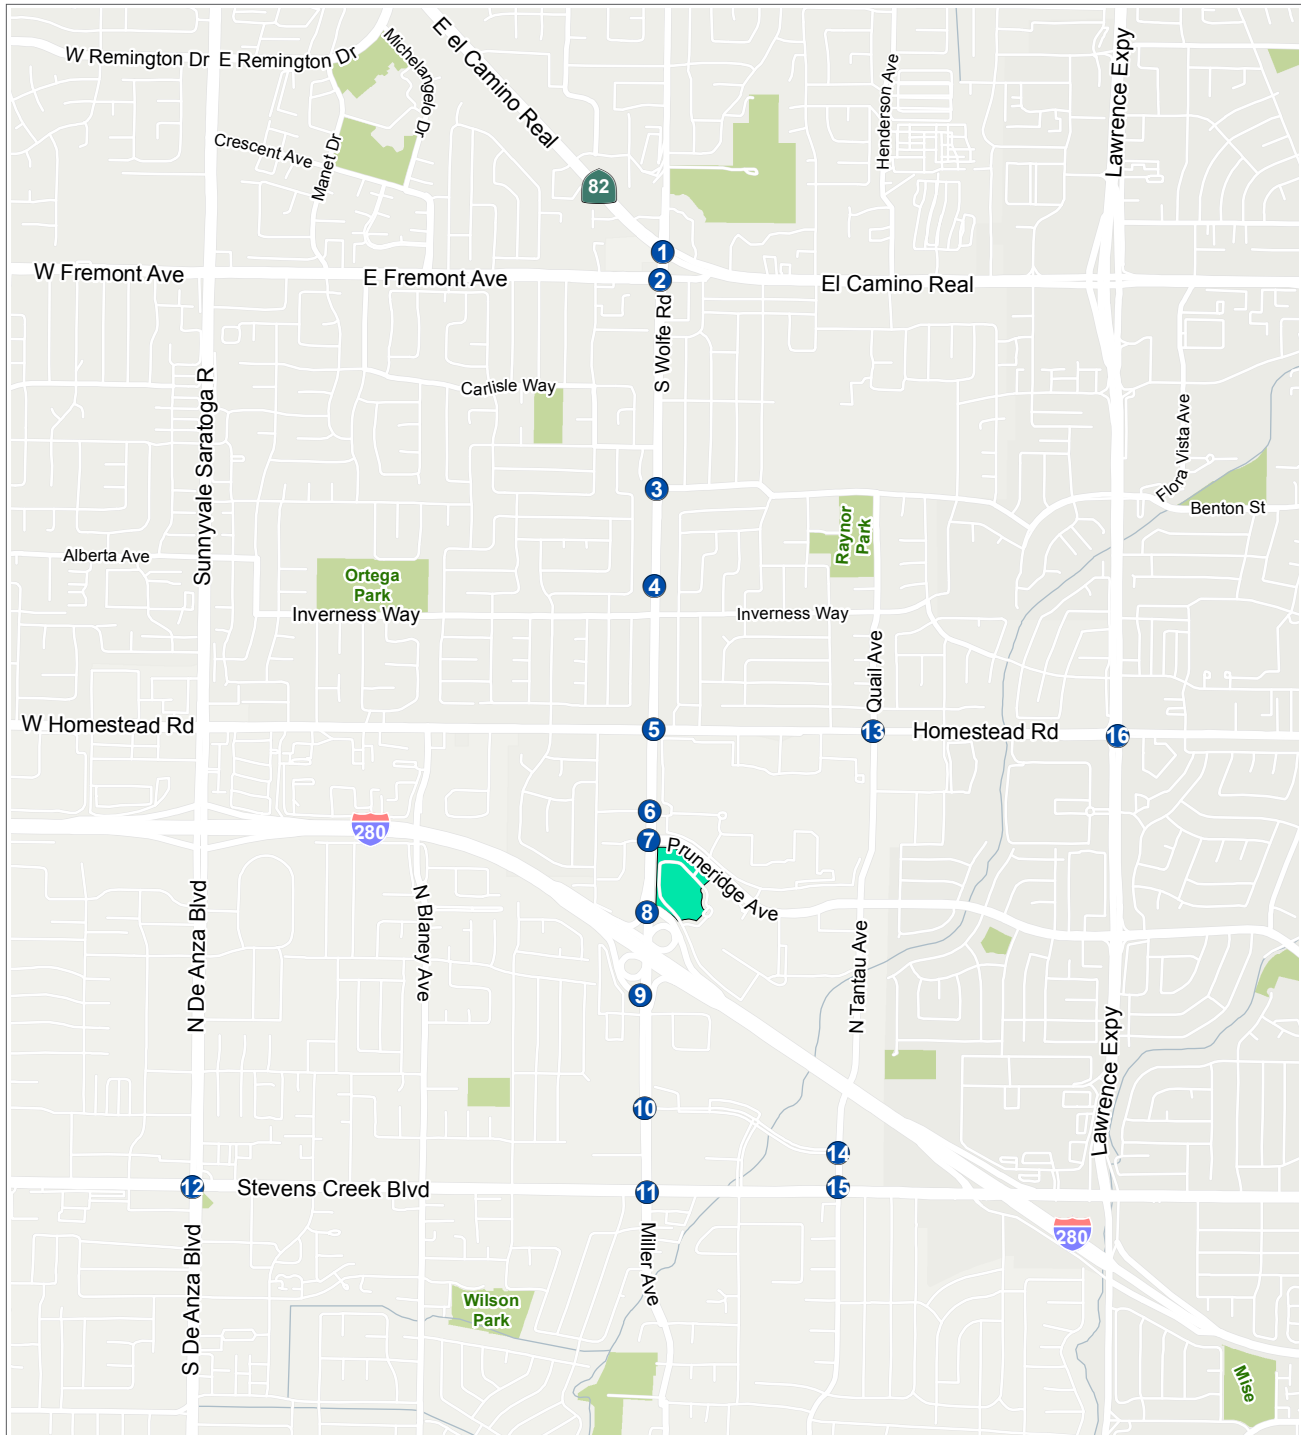 E el Camino Real
W Remington Dr
E Remington Dr
Michelangelo Dr
Henderson Ave
Lawrence Expy
Crescent Ave
Manet Dr
82
1
W Fremont Ave
E Fremont Ave
2
El Camino Real
S Wolfe Rd
Carlisle Way
Sunnyvale Saratoga R
Flora Vista Ave
3
Benton St
Raynor
Park
Alberta Ave
Ortega
Park
4
Inverness Way
Inverness Way
Quail Ave
W Homestead Rd
5
13
Homestead Rd
16
6
280
7
Pruneridge Ave
8
N De Anza Blvd
N Blaney Ave
N Tantau Ave
9
Lawrence Expy
10
14
12
Stevens Creek Blvd
11
15
280
S De Anza Blvd
Miller Ave
Wilson
Park
Mise